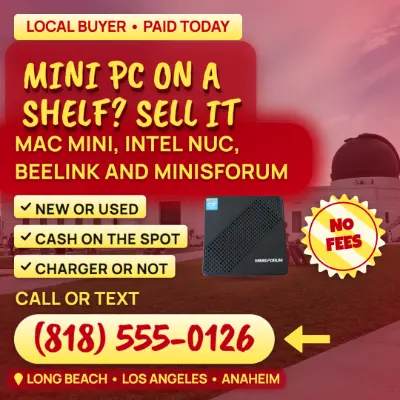 LOCAL BUYER • PAID TODAY
MINI PC ON A
SHELF? SELL IT
MAC MINI, INTEL NUC,
BEELINK AND MINISFORUM
✓ NEW OR USED
✓ CASH ON THE SPOT
✓ CHARGER OR NOT
MINISFORUM
NO
FEES
CALL OR TEXT
(818) 555-0126
LONG BEACH • LOS ANGELES • ANAHEIM